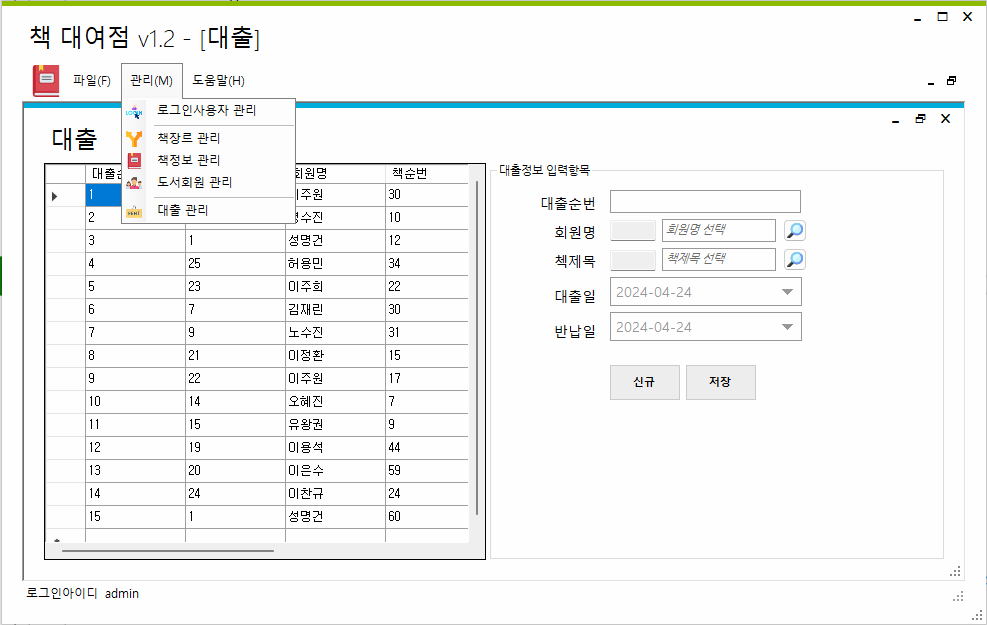 책 대여점 v1.2 - [대출]
파일(F) 관리(M) 도움말(H)
로그인사용자 관리
책장르 관리
책정보 관리
도서회원 관리
대출 관리
대출
대출순 회원명 책순번
1 이주원 30
2 수진 10
3 1 성명건 12
4 25 허용민 34
5 23 이주희 22
6 7 김재린 30
7 9 노수진 31
8 21 이정환 15
9 22 이주원 17
10 14 오혜진 7
11 15 유왕권 9
12 19 이용석 44
13 20 이은수 59
14 24 이찬규 24
15 1 성명건 60
대출정보 입력항목
대출순번
회원명 회원명 선택
첵제목 책제목 선택
대출일 2024-04-24
반납일 2024-04-24
신규 저장
로그인아이디 admin